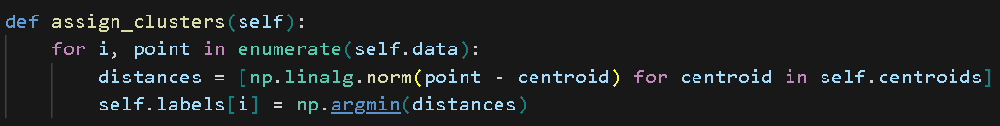 def assign_clusters(self):
    for i, point in enumerate(self.data):
        distances = [np.linalg.norm(point - centroid) for centroid in self.centroids]
        self.labels[i] = np.argmin(distances)